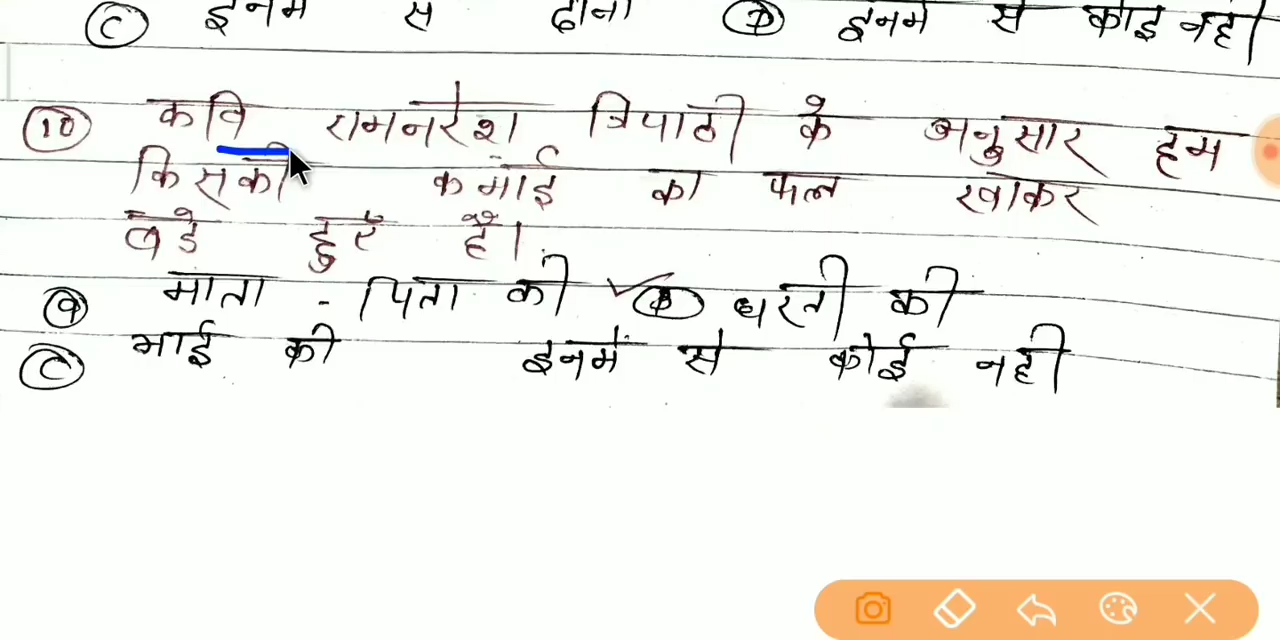 C इनमें से दोनों D इनमें से कोई नही
10 कवि रामनरेश त्रिपाठी के अनुसार हम
किसकी कमाई का फल खाकर
बडे हुए है।
a माता - पिता की B धरती की
C भाई की इनमें से कोई नही